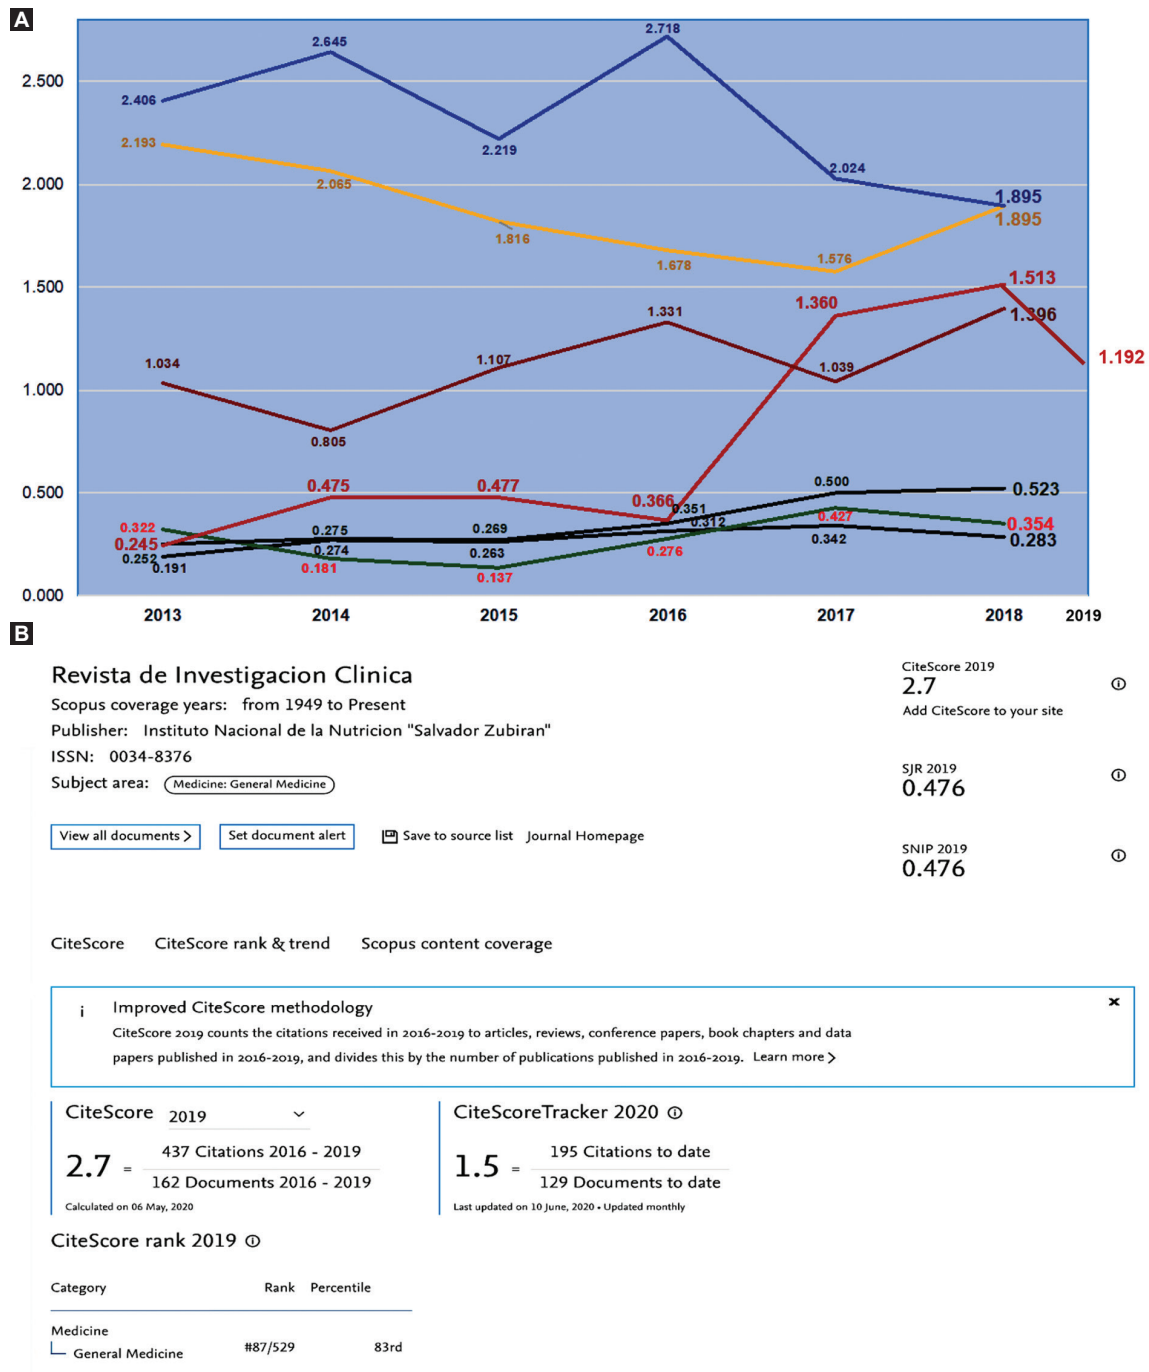 A
2.500
2.000
1.500
1.000
0.500
0.000
2.406
2.645
2.219
2.718
2.024
1.895
2.193
2.065
1.816
1.678
1.576
1.895
1.513
1.360
1.396
1.192
1.034
0.805
1.107
1.331
1.039
0.475
0.477
0.366
0.351
0.312
0.500
0.523
0.322
0.245
0.252
0.191
0.275
0.274
0.181
0.269
0.263
0.137
0.276
0.427
0.342
0.354
0.283
2013 2014 2015 2016 2017 2018 2019
B
Revista de Investigacion Clinica
Scopus coverage years: from 1949 to Present
Publisher: Instituto Nacional de la Nutricion "Salvador Zubiran"
ISSN: 0034-8376
Subject area: Medicine: General Medicine
CiteScore 2019
2.7
Add CiteScore to your site
SJR 2019
0.476
SNIP 2019
0.476
View all documents > Set document alert Save to source list Journal Homepage
CiteScore CiteScore rank & trend Scopus content coverage
i Improved CiteScore methodology x
CiteScore 2019 counts the citations received in 2016-2019 to articles, reviews, conference papers, book chapters and data
papers published in 2016-2019, and divides this by the number of publications published in 2016-2019. Learn more >
CiteScore 2019
2.7 =
437 Citations 2016 - 2019
162 Documents 2016 - 2019
Calculated on 06 May, 2020
CiteScoreTracker 2020
1.5 =
195 Citations to date
129 Documents to date
Last updated on 10 June, 2020 • Updated monthly
CiteScore rank 2019
Category Rank Percentile
Medicine
General Medicine #87/529 83rd